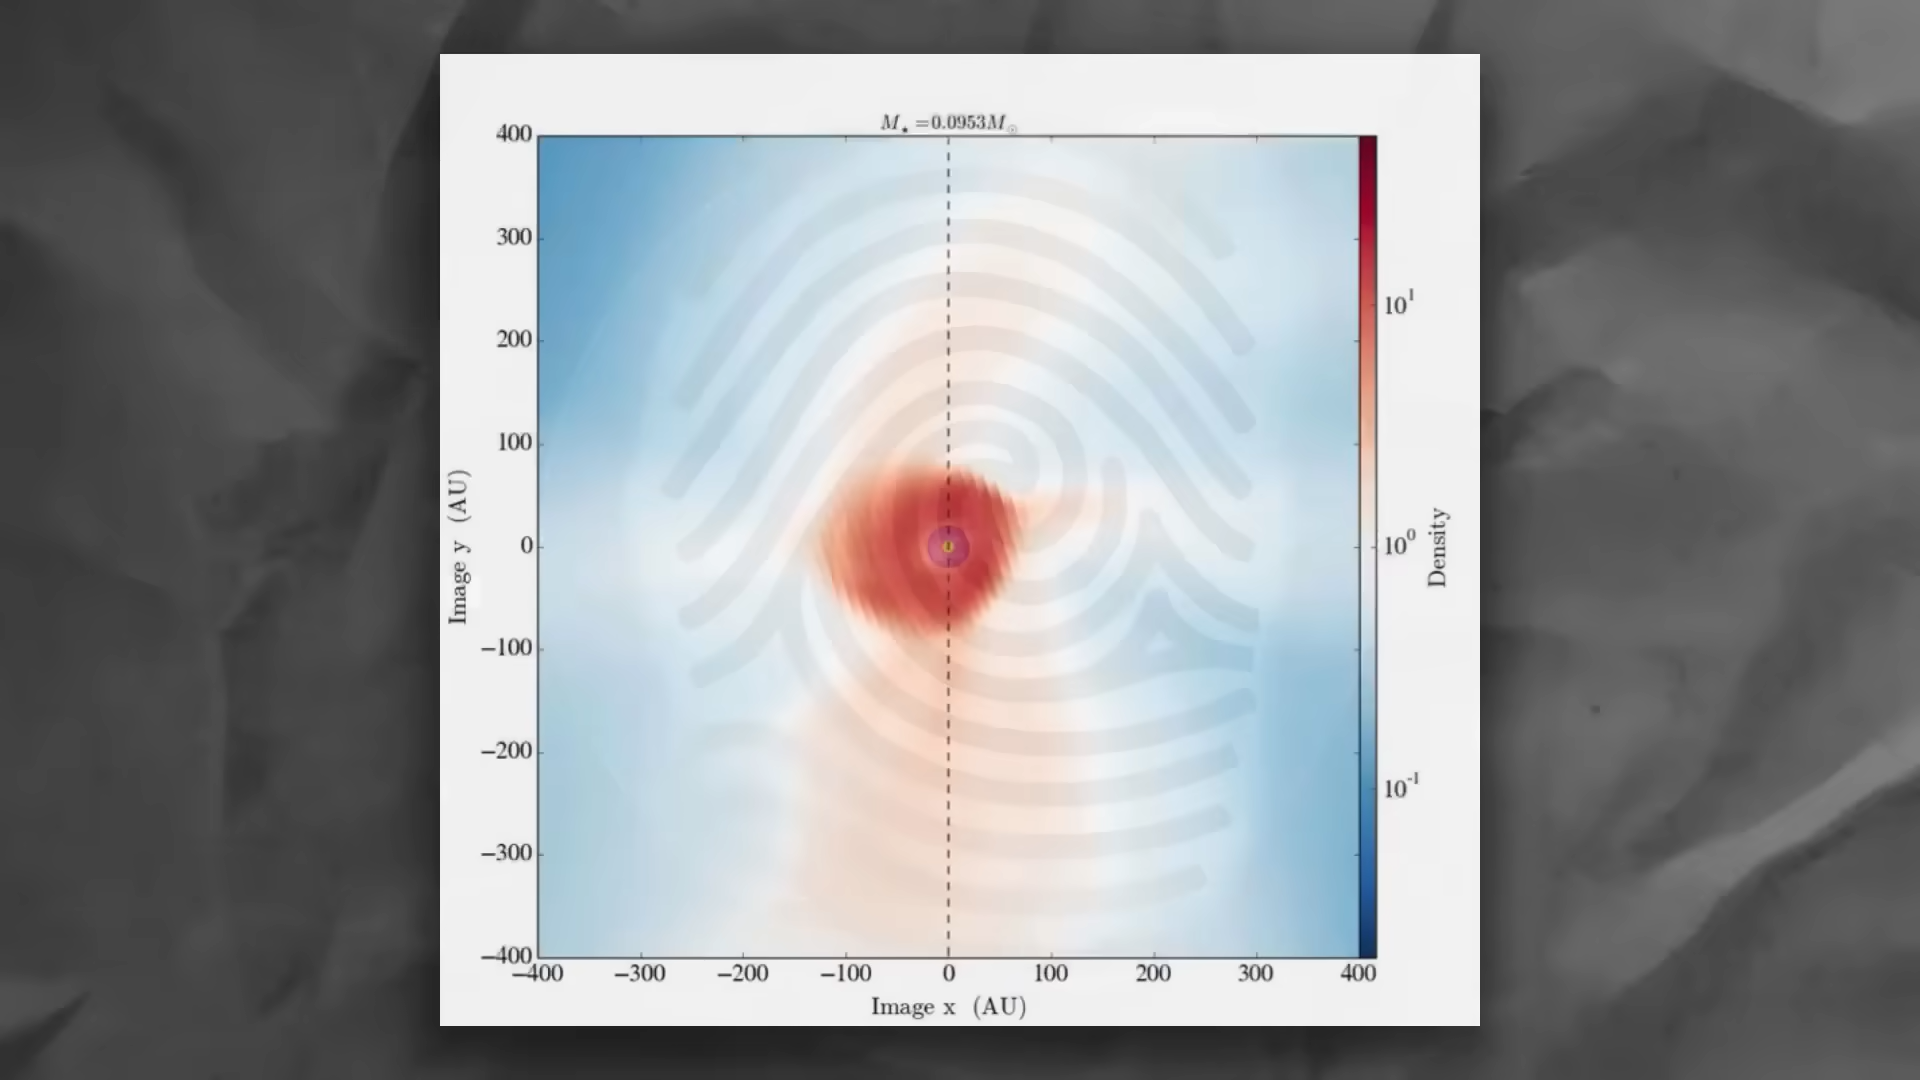 M⋆=0.0953M⊙
400
300
200
100
0
−100
−200
−300
−400
Image y (AU)
−400 −300 −200 −100 0 100 200 300 400
Image x (AU)
10¹
10⁰
10⁻¹
Density